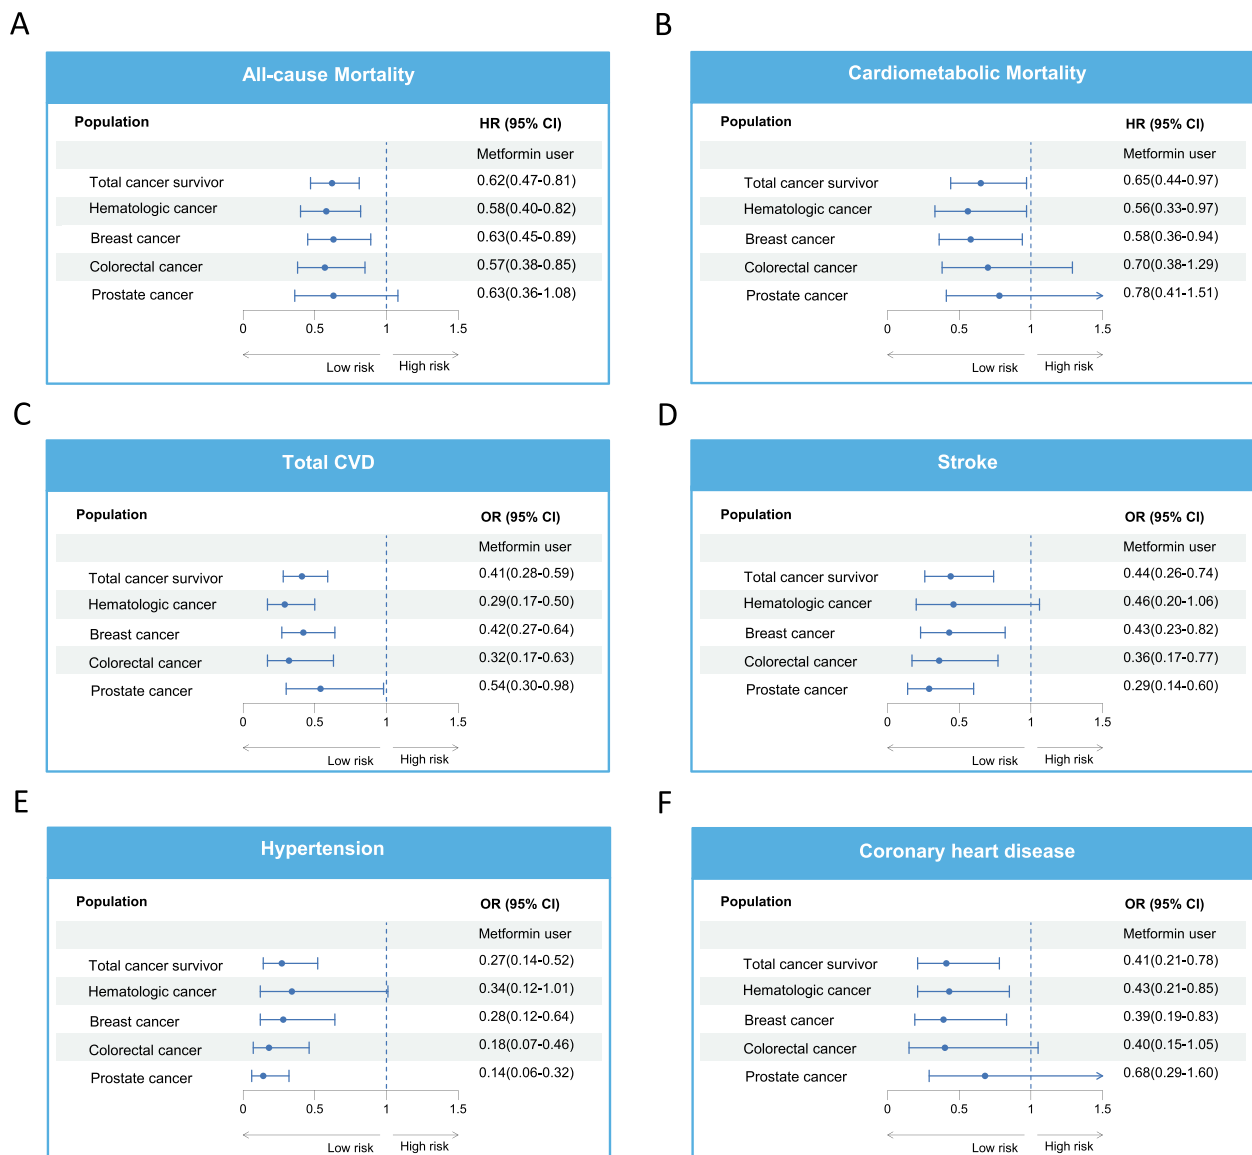 A
All-cause Mortality
Population HR (95% CI)
Metformin user
Total cancer survivor 0.62(0.47-0.81)
Hematologic cancer 0.58(0.40-0.82)
Breast cancer 0.63(0.45-0.89)
Colorectal cancer 0.57(0.38-0.85)
Prostate cancer 0.63(0.36-1.08)
0 0.5 1 1.5
Low risk High risk
B
Cardiometabolic Mortality
Population HR (95% CI)
Metformin user
Total cancer survivor 0.65(0.44-0.97)
Hematologic cancer 0.56(0.33-0.97)
Breast cancer 0.58(0.36-0.94)
Colorectal cancer 0.70(0.38-1.29)
Prostate cancer 0.78(0.41-1.51)
0 0.5 1 1.5
Low risk High risk
C
Total CVD
Population OR (95% CI)
Metformin user
Total cancer survivor 0.41(0.28-0.59)
Hematologic cancer 0.29(0.17-0.50)
Breast cancer 0.42(0.27-0.64)
Colorectal cancer 0.32(0.17-0.63)
Prostate cancer 0.54(0.30-0.98)
0 0.5 1 1.5
Low risk High risk
D
Stroke
Population OR (95% CI)
Metformin user
Total cancer survivor 0.44(0.26-0.74)
Hematologic cancer 0.46(0.20-1.06)
Breast cancer 0.43(0.23-0.82)
Colorectal cancer 0.36(0.17-0.77)
Prostate cancer 0.29(0.14-0.60)
0 0.5 1 1.5
Low risk High risk
E
Hypertension
Population OR (95% CI)
Metformin user
Total cancer survivor 0.27(0.14-0.52)
Hematologic cancer 0.34(0.12-1.01)
Breast cancer 0.28(0.12-0.64)
Colorectal cancer 0.18(0.07-0.46)
Prostate cancer 0.14(0.06-0.32)
0 0.5 1 1.5
Low risk High risk
F
Coronary heart disease
Population OR (95% CI)
Metformin user
Total cancer survivor 0.41(0.21-0.78)
Hematologic cancer 0.43(0.21-0.85)
Breast cancer 0.39(0.19-0.83)
Colorectal cancer 0.40(0.15-1.05)
Prostate cancer 0.68(0.29-1.60)
0 0.5 1 1.5
Low risk High risk